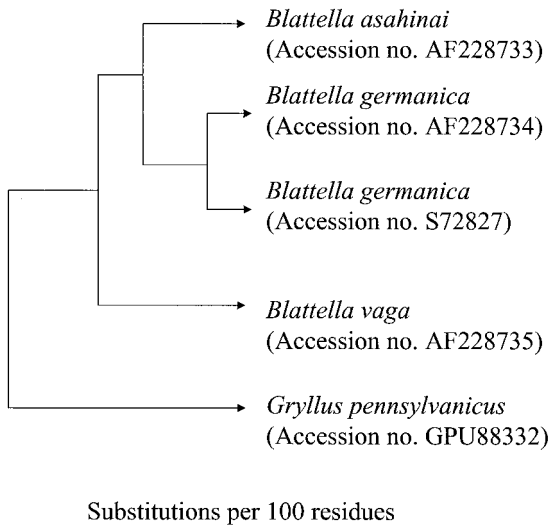 Blattella asahinai
(Accession no. AF228733)
Blattella germanica
(Accession no. AF228734)
Blattella germanica
(Accession no. S72827)
Blattella vaga
(Accession no. AF228735)
Gryllus pennsylvanicus
(Accession no. GPU88332)
Substitutions per 100 residues